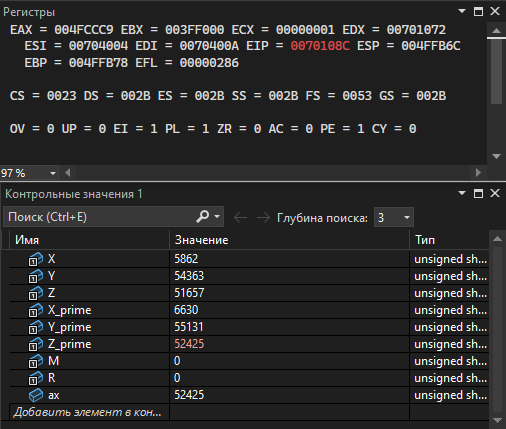 Регистры
EAX = 004FCCC9 EBX = 003FF000 ECX = 00000001 EDX = 00701072
ESI = 00704004 EDI = 0070400A EIP = 0070108C ESP = 004FFB6C
EBP = 004FFB78 EFL = 00000286
CS = 0023 DS = 002B ES = 002B SS = 002B FS = 0053 GS = 002B
OV = 0 UP = 0 EI = 1 PL = 1 ZR = 0 AC = 0 PE = 1 CY = 0
97 %
Контрольные значения 1
Поиск (Ctrl+E) Глубина поиска: 3
Имя Значение Тип
X 5862 unsigned sh...
Y 54363 unsigned sh...
Z 51657 unsigned sh...
X_prime 6630 unsigned sh...
Y_prime 55131 unsigned sh...
Z_prime 52425 unsigned sh...
M 0 unsigned sh...
R 0 unsigned sh...
ax 52425 unsigned sh...
Добавить элемент в кон...